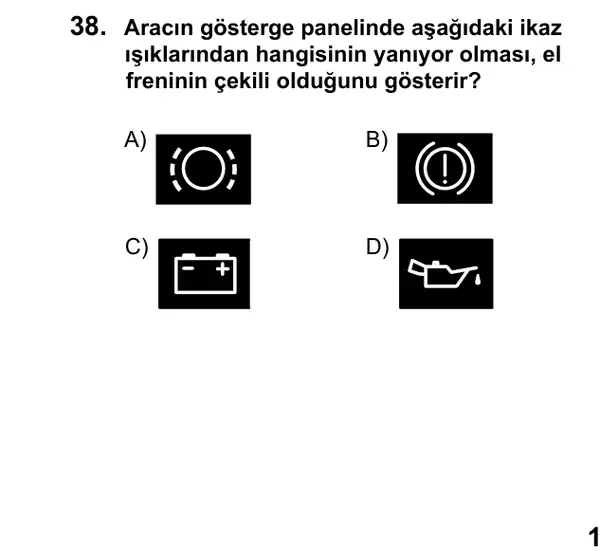 38. Aracın gösterge panelinde aşağıdaki ikaz
ışıklarından hangisinin yanıyor olması, el
freninin çekili olduğunu gösterir?
A) B)
C) D)
1